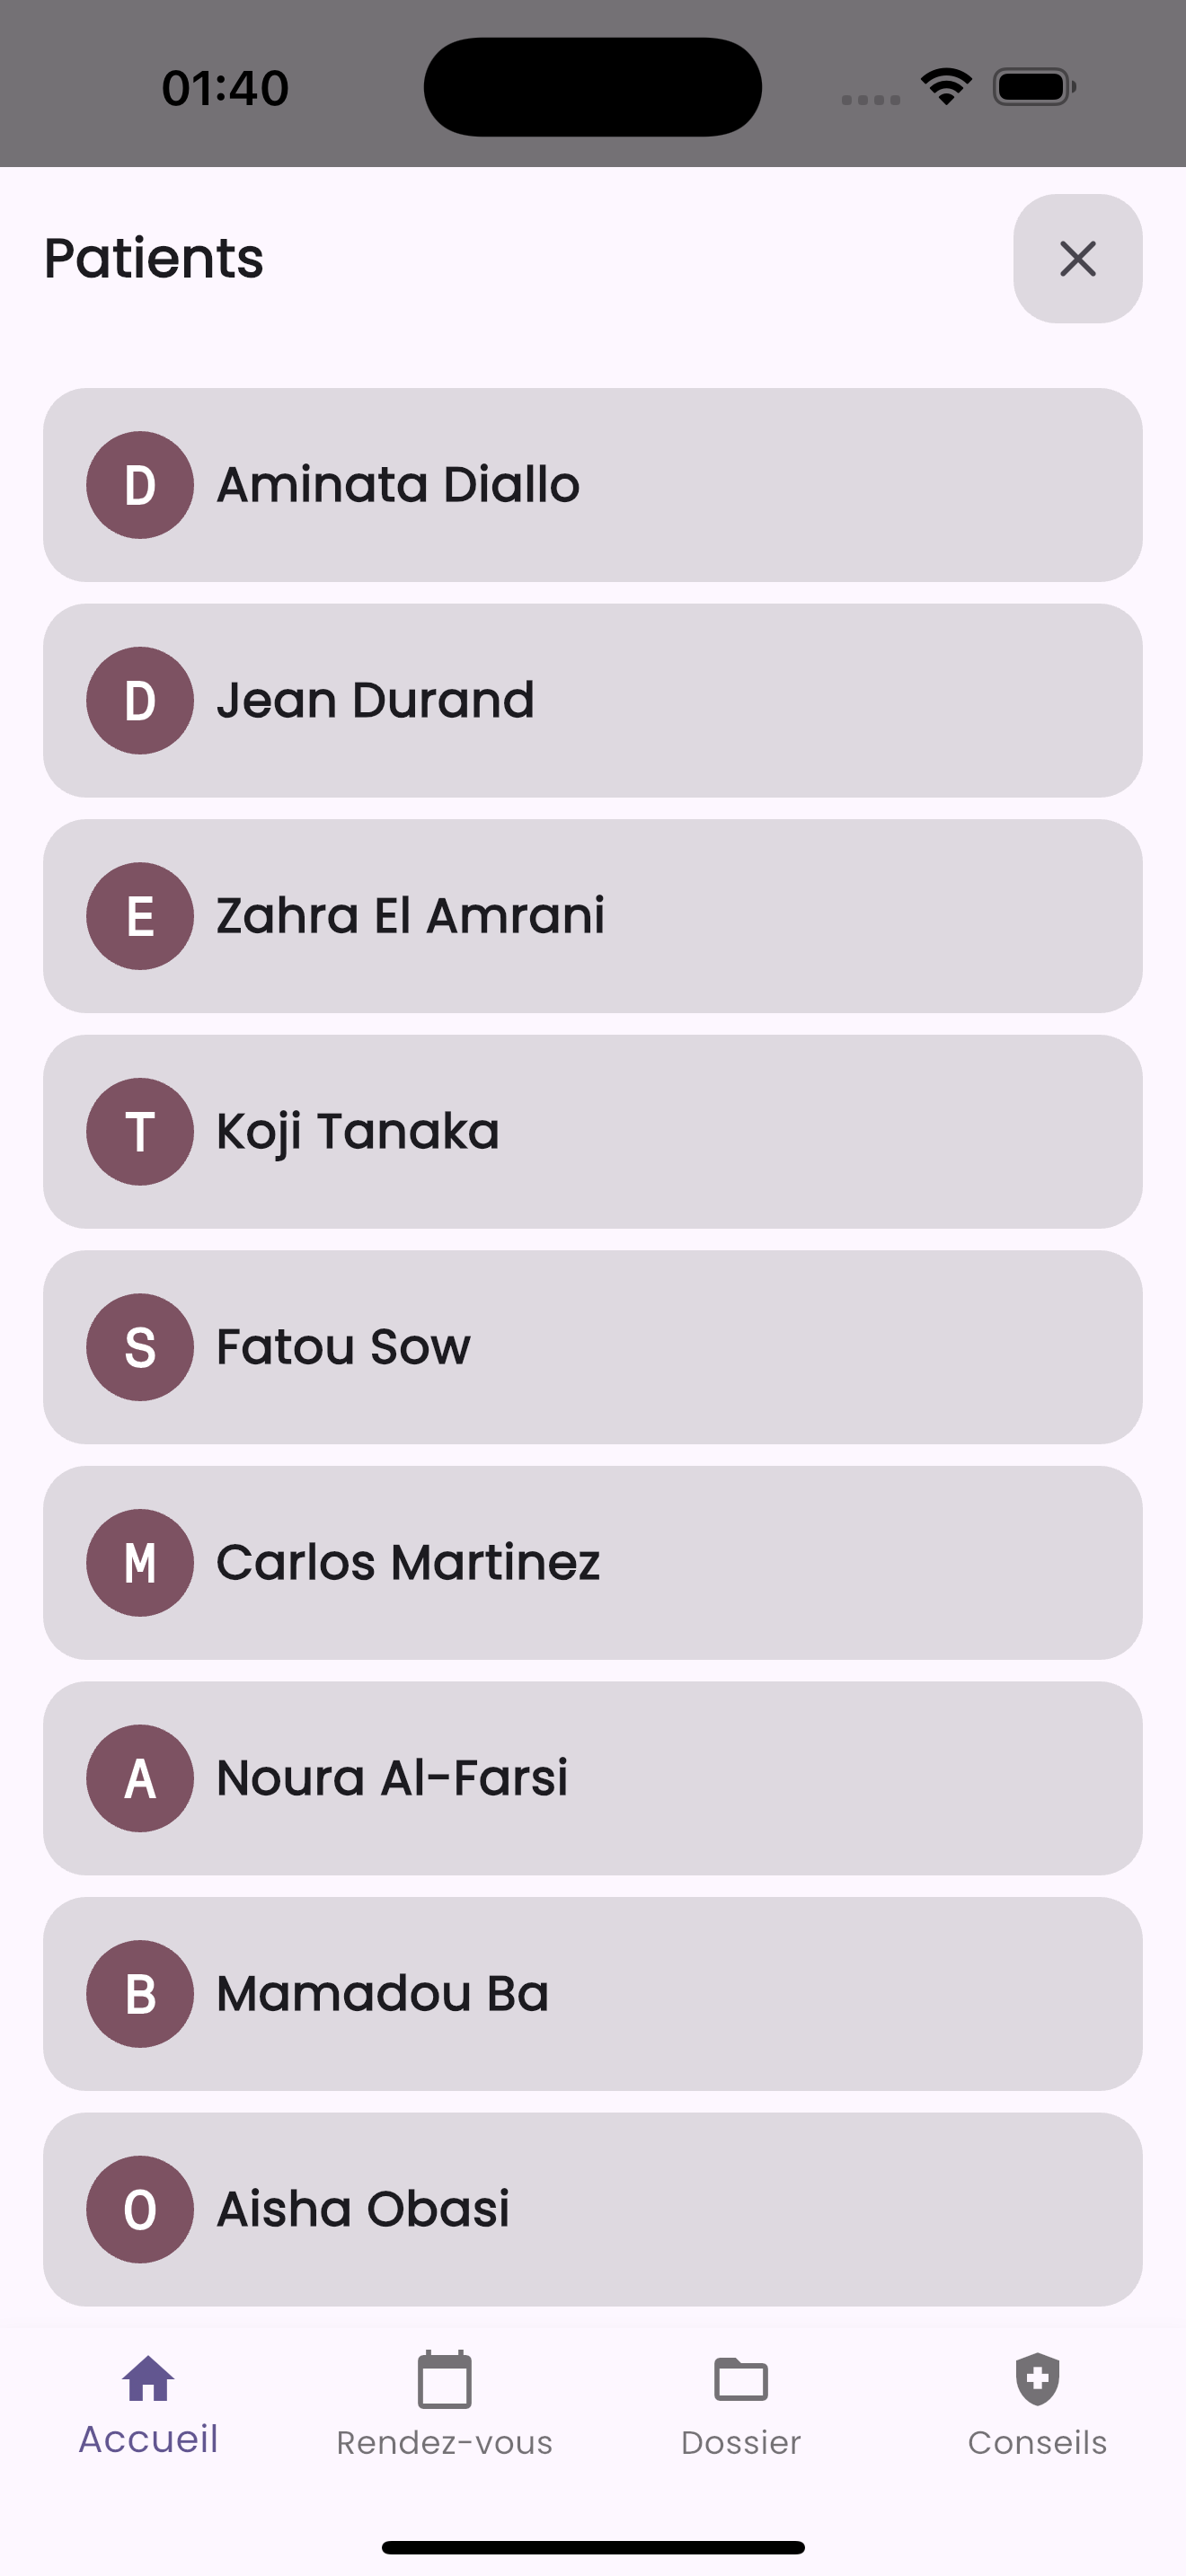 01:40
Patients
D Aminata Diallo
D Jean Durand
E Zahra El Amrani
T Koji Tanaka
S Fatou Sow
M Carlos Martinez
A Noura Al-Farsi
B Mamadou Ba
O Aisha Obasi
Accueil Rendez-vous Dossier Conseils